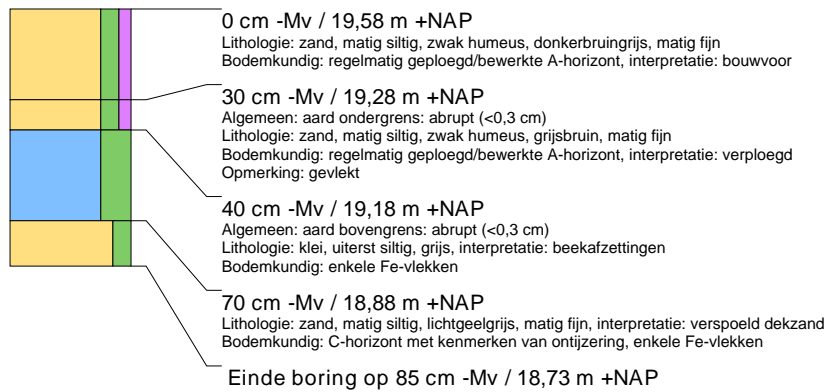 0 cm -Mv / 19,58 m +NAP
Lithologie: zand, matig siltig, zwak humeus, donkerbruingrijs, matig fijn
Bodemkundig: regelmatig geploegd/bewerkte A-horizont, interpretatie: bouwvoor
30 cm -Mv / 19,28 m +NAP
Algemeen: aard ondergrens: abrupt (<0,3 cm)
Lithologie: zand, matig siltig, zwak humeus, grijsbruin, matig fijn
Bodemkundig: regelmatig geploegd/bewerkte A-horizont, interpretatie: verploegd
Opmerking: gevlekt
40 cm -Mv / 19,18 m +NAP
Algemeen: aard bovengrens: abrupt (<0,3 cm)
Lithologie: klei, uiterst siltig, grijs, interpretatie: beekafzettingen
Bodemkundig: enkele Fe-vlekken
70 cm -Mv / 18,88 m +NAP
Lithologie: zand, matig siltig, lichtgeelgrijs, matig fijn, interpretatie: verspoeld dekzand
Bodemkundig: C-horizont met kenmerken van ontijzering, enkele Fe-vlekken
Einde boring op 85 cm -Mv / 18,73 m +NAP